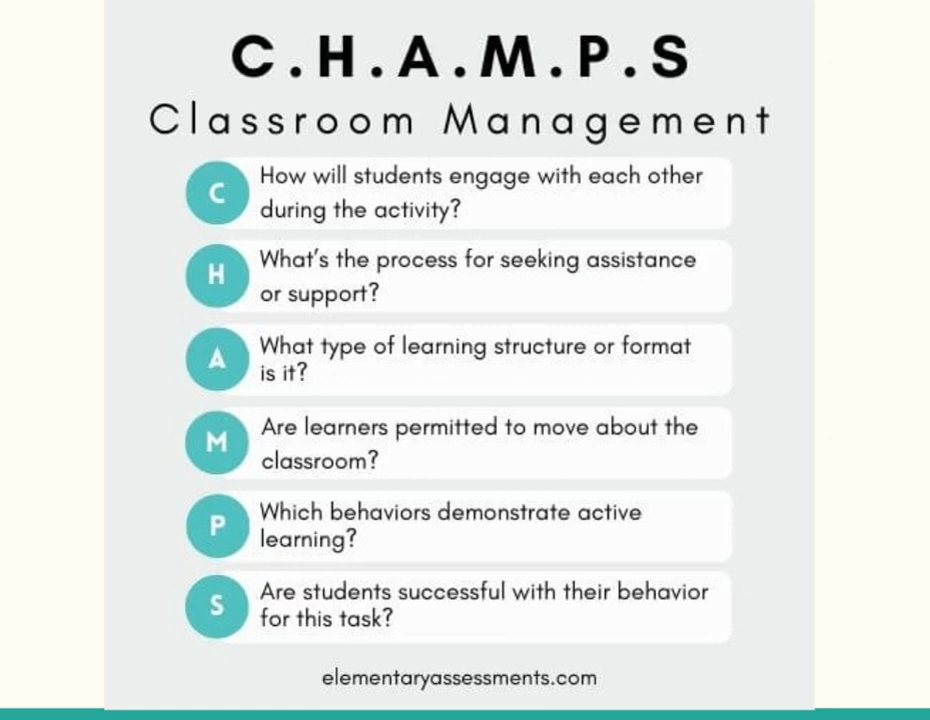 C.H.A.M.P.S
Classroom Management
C
How will students engage with each other
during the activity?
H
What's the process for seeking assistance
or support?
A
What type of learning structure or format
is it?
M
Are learners permitted to move about the
classroom?
P
Which behaviors demonstrate active
learning?
S
Are students successful with their behavior
for this task?
elementaryassessments.com